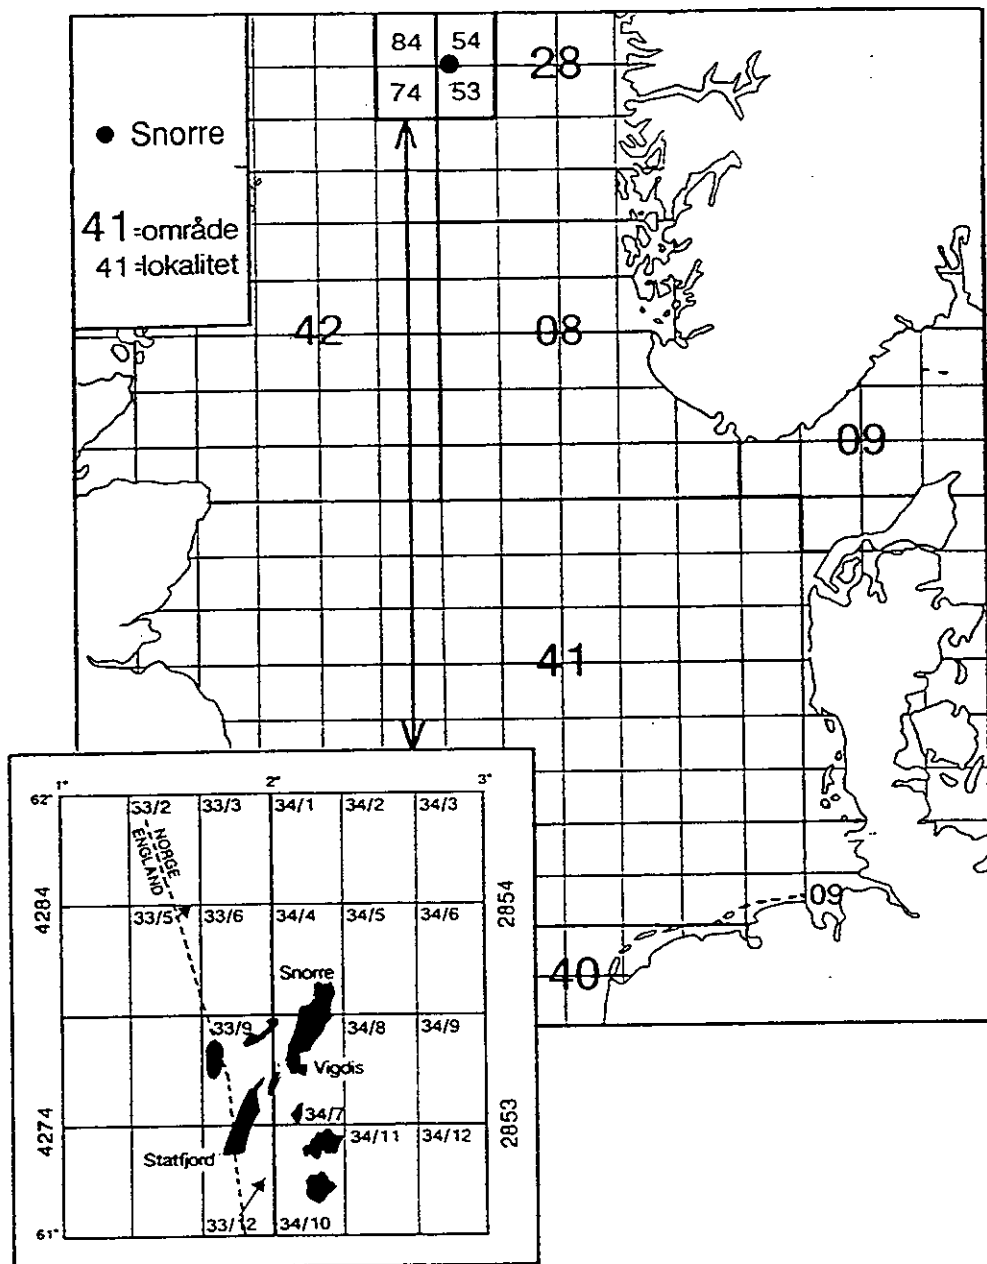 84 54
28
74 53
● Snorre
41=område
41=lokalitet
42
08
09
41
09
40
1° 2° 3°
62°
33/2 33/3 34/1 34/2 34/3
NORGE
ENGLAND
4284
2854
33/5 33/6 34/4 34/5 34/6
Snorre
33/9 34/8 34/9
Vigdis
4274
2853
34/7
34/11 34/12
Statfjord
33/12 34/10
61°